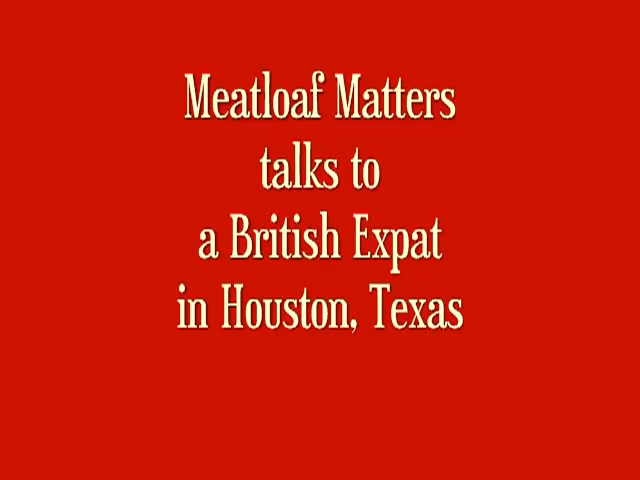 Meatloaf Matters
talks to
a British Expat
in Houston, Texas